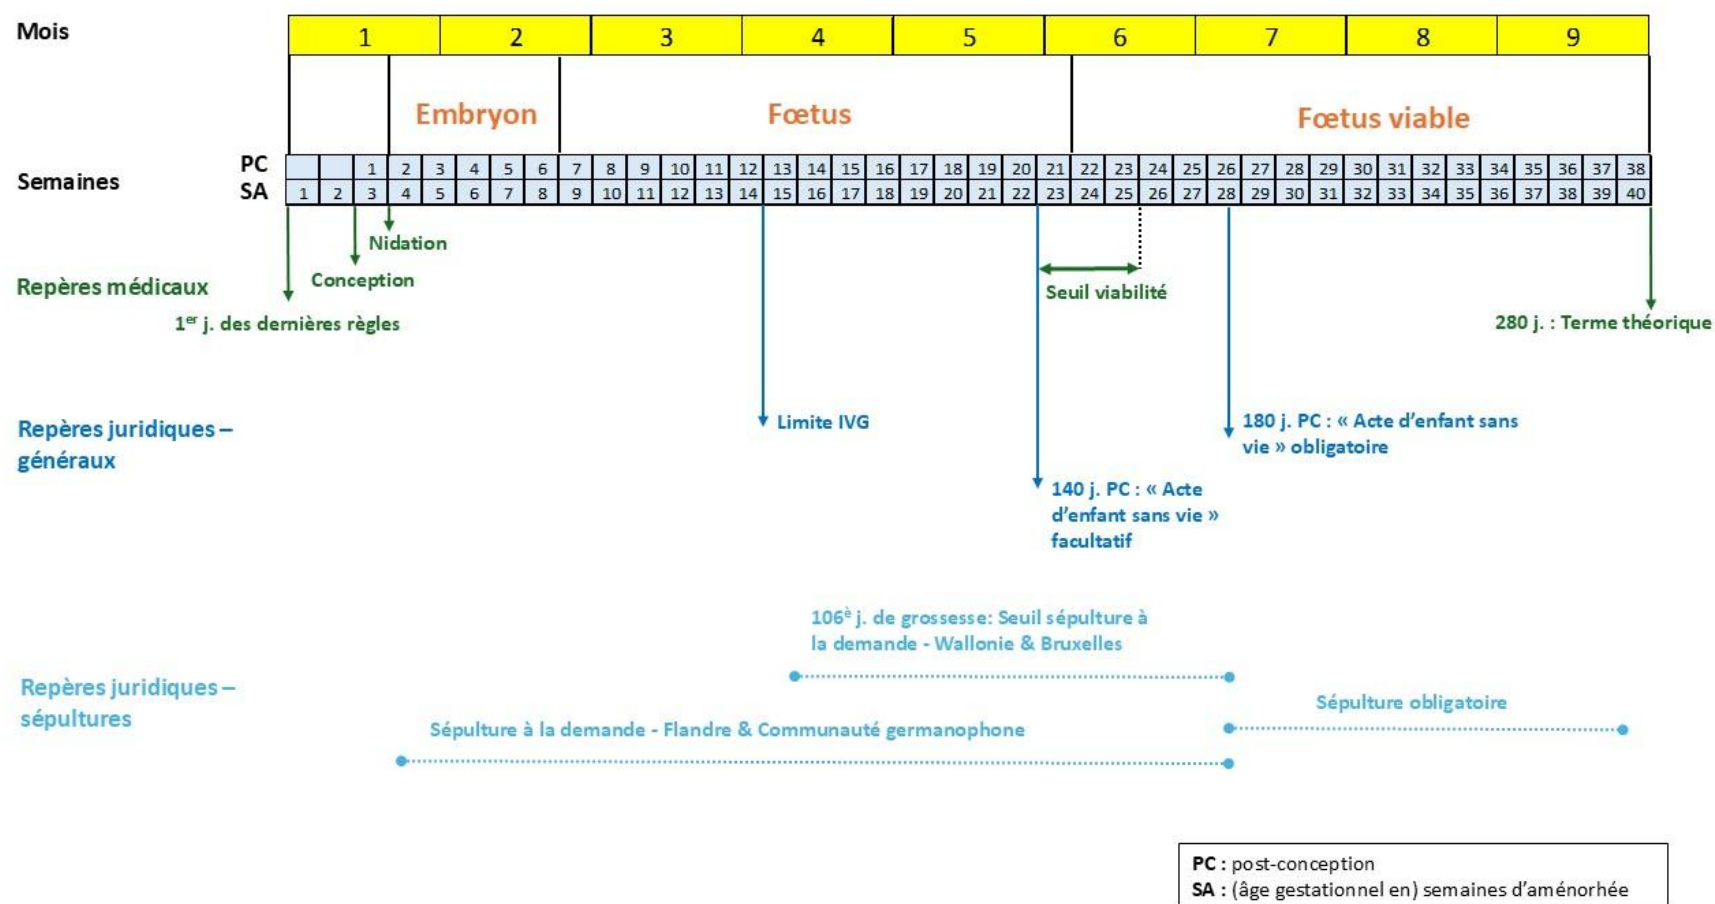 Mois 1 2 3 4 5 6 7 8 9
Embryon Fœtus Fœtus viable
Semaines
PC 1 2 3 4 5 6 7 8 9 10 11 12 13 14 15 16 17 18 19 20 21 22 23 24 25 26 27 28 29 30 31 32 33 34 35 36 37 38
SA 1 2 3 4 5 6 7 8 9 10 11 12 13 14 15 16 17 18 19 20 21 22 23 24 25 26 27 28 29 30 31 32 33 34 35 36 37 38 39 40
Nidation
Conception
Repères médicaux
Seuil viabilité
1er j. des dernières règles
280 j. : Terme théorique
Repères juridiques –
généraux
Limite IVG
180 j. PC : « Acte d’enfant sans
vie » obligatoire
140 j. PC : « Acte
d’enfant sans vie »
facultatif
106è j. de grossesse: Seuil sépulture à
la demande - Wallonie & Bruxelles
Repères juridiques –
sépultures
Sépulture obligatoire
Sépulture à la demande - Flandre & Communauté germanophone
PC : post-conception
SA : (âge gestationnel en) semaines d’aménorhée